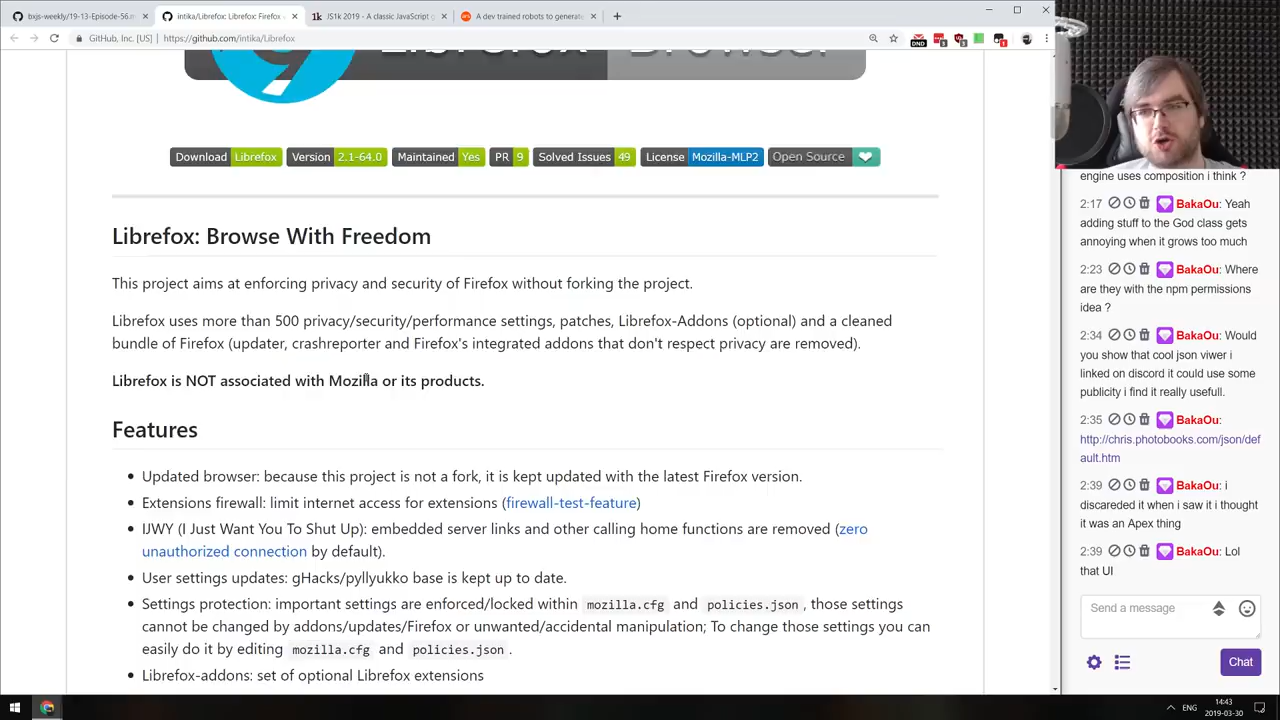 bxjs-weekly/19-13-Episode-56.m
intika/Librefox: Librefox: Firefox
JS1k 2019 - A classic JavaScript
A dev trained robots to generate
GitHub, Inc. [US] | https://github.com/intika/Librefox
Librefox Browser
Download Librefox Version 2.1-64.0 Maintained Yes PR 9 Solved Issues 49 License Mozilla-MLP2 Open Source
Librefox: Browse With Freedom
This project aims at enforcing privacy and security of Firefox without forking the project.
Librefox uses more than 500 privacy/security/performance settings, patches, Librefox-Addons (optional) and a cleaned
bundle of Firefox (updater, crashreporter and Firefox's integrated addons that don't respect privacy are removed).
Librefox is NOT associated with Mozilla or its products.
Features
Updated browser: because this project is not a fork, it is kept updated with the latest Firefox version.
Extensions firewall: limit internet access for extensions (firewall-test-feature)
IJWY (I Just Want You To Shut Up): embedded server links and other calling home functions are removed (zero
unauthorized connection by default).
User settings updates: gHacks/pyllyukko base is kept up to date.
Settings protection: important settings are enforced/locked within mozilla.cfg and policies.json, those settings
cannot be changed by addons/updates/Firefox or unwanted/accidental manipulation; To change those settings you can
easily do it by editing mozilla.cfg and policies.json.
Librefox-addons: set of optional Librefox extensions
engine uses composition i think ?
2:17 BakaOu: Yeah
adding stuff to the God class gets
annoying when it grows too much
2:23 BakaOu: Where
are they with the npm permissions
idea ?
2:34 BakaOu: Would
you show that cool json viwer i
linked on discord it could use some
publicity i find it really usefull.
2:35 BakaOu:
http://chris.photobooks.com/json/def
ault.htm
2:39 BakaOu: i
discareded it when i saw it i thought
it was an Apex thing
2:39 BakaOu: Lol
that UI
Send a message
Chat
ENG
14:43
2019-03-30